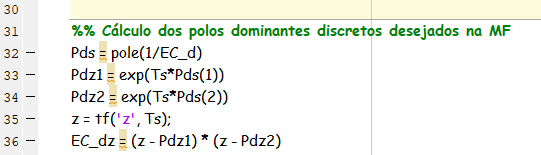 30
31 %% Cálculo dos polos dominantes discretos desejados na MF
32 – Pds = pole(1/EC_d)
33 – Pdz1 = exp(Ts*Pds(1))
34 – Pdz2 = exp(Ts*Pds(2))
35 – z = tf('z', Ts);
36 – EC_dz = (z - Pdz1) * (z - Pdz2)